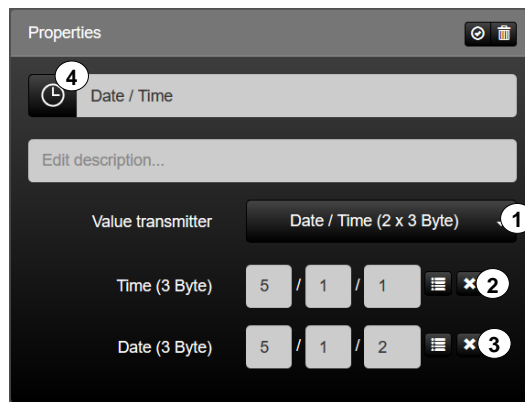 Properties
4
Date / Time
Edit description...
Value transmitter Date / Time (2 x 3 Byte) 1
Time (3 Byte) 5 / 1 / 1 2
Date (3 Byte) 5 / 1 / 2 3